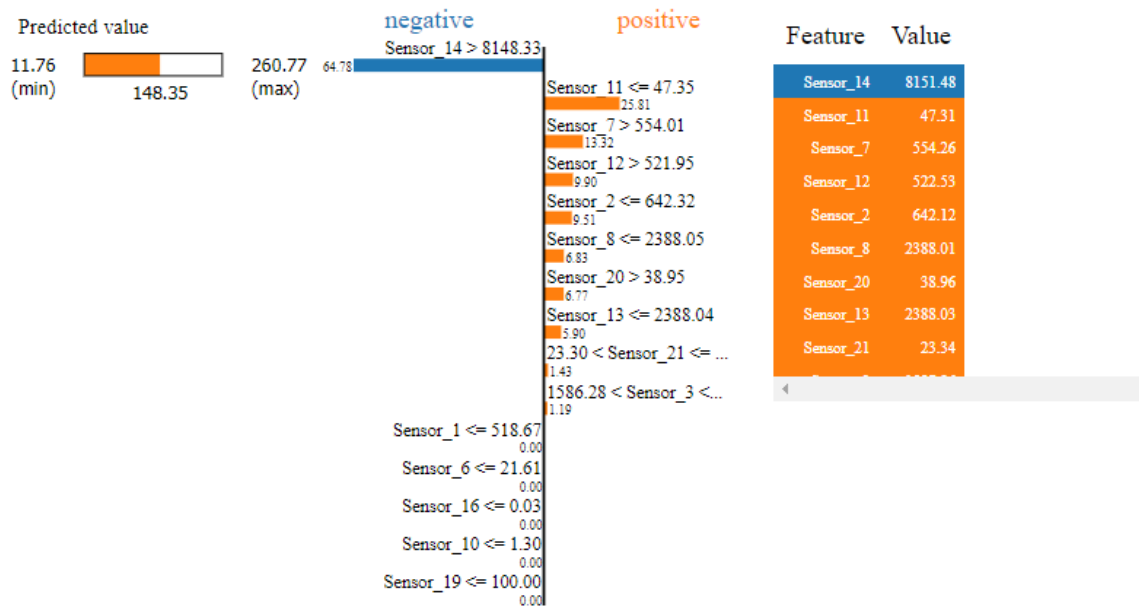 Predicted value
11.76
(min)
148.35
260.77
(max)
negative
positive
Sensor_14 > 8148.33
64.78
Sensor_11 <= 47.35
25.81
Sensor_7 > 554.01
13.32
Sensor_12 > 521.95
9.90
Sensor_2 <= 642.32
9.51
Sensor_8 <= 2388.05
6.83
Sensor_20 > 38.95
6.77
Sensor_13 <= 2388.04
5.90
23.30 < Sensor_21 <= ...
1.43
1586.28 < Sensor_3 <...
1.19
Sensor_1 <= 518.67
0.00
Sensor_6 <= 21.61
0.00
Sensor_16 <= 0.03
0.00
Sensor_10 <= 1.30
0.00
Sensor_19 <= 100.00
0.00
Feature Value
Sensor_14 8151.48
Sensor_11 47.31
Sensor_7 554.26
Sensor_12 522.53
Sensor_2 642.12
Sensor_8 2388.01
Sensor_20 38.96
Sensor_13 2388.03
Sensor_21 23.34